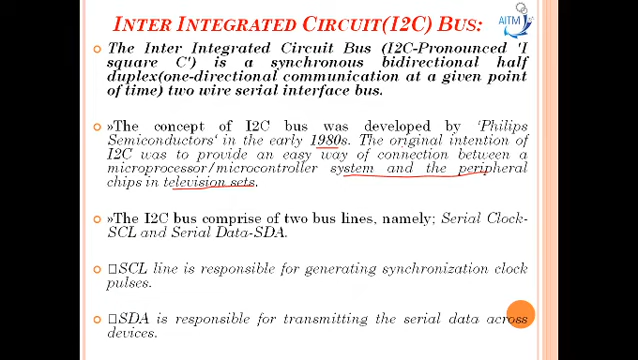 INTER INTEGRATED CIRCUIT(I2C) BUS:
AITM
The Inter Integrated Circuit Bus (I2C-Pronounced 'I
square C') is a synchronous bidirectional half
duplex(one-directional communication at a given point
of time) two wire serial interface bus.
»The concept of I2C bus was developed by 'Philips
Semiconductors' in the early 1980s. The original intention of
I2C was to provide an easy way of connection between a
microprocessor/microcontroller system and the peripheral
chips in television sets.
»The I2C bus comprise of two bus lines, namely; Serial Clock-
SCL and Serial Data-SDA.
SCL line is responsible for generating synchronization clock
pulses.
SDA is responsible for transmitting the serial data across
devices.